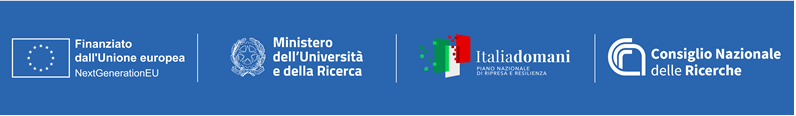 Finanziato
dall'Unione europea
NextGenerationEU
Ministero
dell'Università
e della Ricerca
Italiadomani
PIANO NAZIONALE
DI RIPRESA E RESILIENZA
Consiglio Nazionale
delle Ricerche